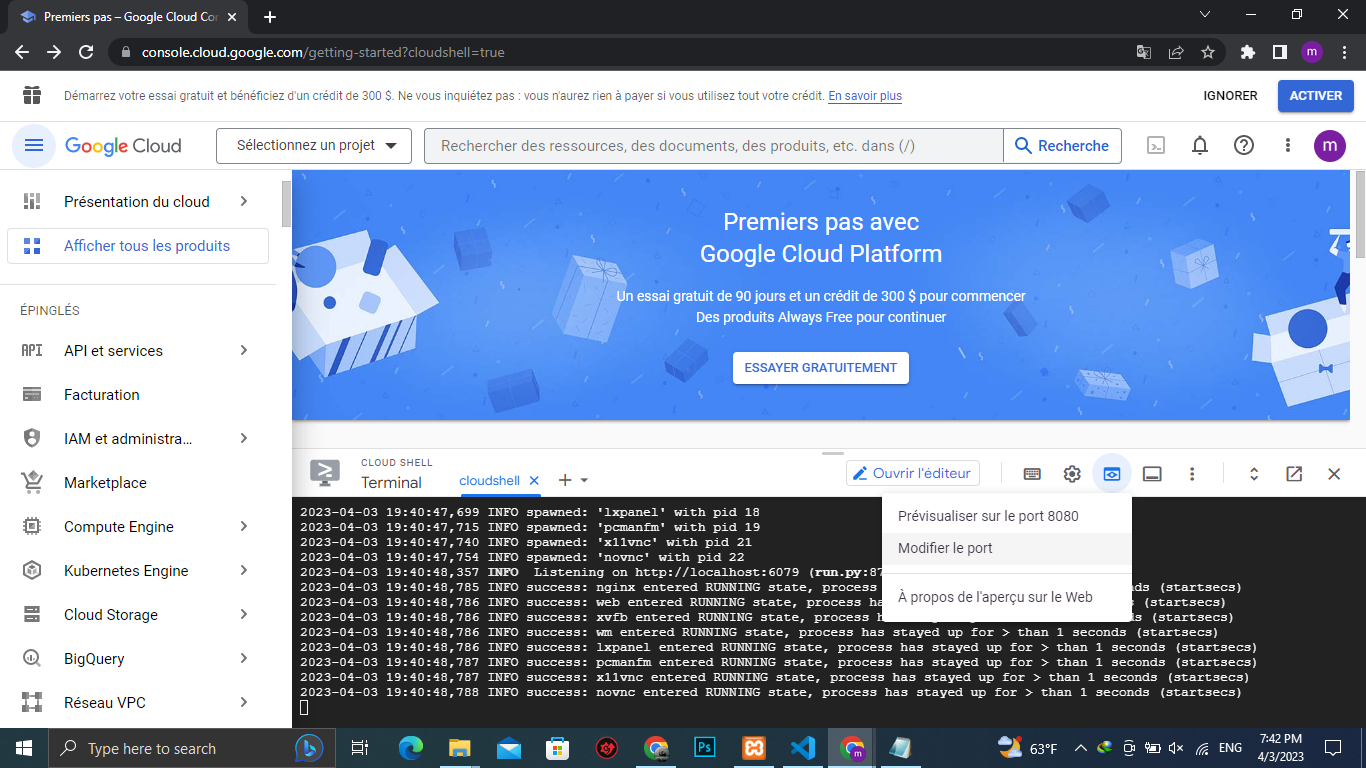 Premiers pas – Google Cloud Con
console.cloud.google.com/getting-started?cloudshell=true
m
Démarrez votre essai gratuit et bénéficiez d'un crédit de 300 $. Ne vous inquiétez pas : vous n'aurez rien à payer si vous utilisez tout votre crédit. En savoir plus
IGNORER
ACTIVER
Google Cloud
Sélectionnez un projet
Rechercher des ressources, des documents, des produits, etc. dans (/)
Recherche
m
Présentation du cloud
Afficher tous les produits
ÉPINGLÉS
API API et services
Facturation
IAM et administra...
Marketplace
Compute Engine
Kubernetes Engine
Cloud Storage
BigQuery
Réseau VPC
Premiers pas avec
Google Cloud Platform
Un essai gratuit de 90 jours et un crédit de 300 $ pour commencer
Des produits Always Free pour continuer
ESSAYER GRATUITEMENT
CLOUD SHELL
Terminal
cloudshell
Ouvrir l'éditeur
Prévisualiser sur le port 8080
Modifier le port
À propos de l'aperçu sur le Web
2023-04-03 19:40:47,699 INFO spawned: 'lxpanel' with pid 18
2023-04-03 19:40:47,715 INFO spawned: 'pcmanfm' with pid 19
2023-04-03 19:40:47,740 INFO spawned: 'x11vnc' with pid 21
2023-04-03 19:40:47,754 INFO spawned: 'novnc' with pid 22
2023-04-03 19:40:48,357 INFO  Listening on http://localhost:6079 (run.py:87
2023-04-03 19:40:48,785 INFO success: nginx entered RUNNING state, process conds (startsecs)
2023-04-03 19:40:48,786 INFO success: web entered RUNNING state, process ha ds (startsecs)
2023-04-03 19:40:48,786 INFO success: xvfb entered RUNNING state, process h nds (startsecs)
2023-04-03 19:40:48,786 INFO success: wm entered RUNNING state, process has stayed up for > than 1 seconds (startsecs)
2023-04-03 19:40:48,786 INFO success: lxpanel entered RUNNING state, process has stayed up for > than 1 seconds (startsecs)
2023-04-03 19:40:48,787 INFO success: pcmanfm entered RUNNING state, process has stayed up for > than 1 seconds (startsecs)
2023-04-03 19:40:48,787 INFO success: x11vnc entered RUNNING state, process has stayed up for > than 1 seconds (startsecs)
2023-04-03 19:40:48,788 INFO success: novnc entered RUNNING state, process has stayed up for > than 1 seconds (startsecs)
Type here to search
Ps
m
63°F
ENG
7:42 PM
4/3/2023